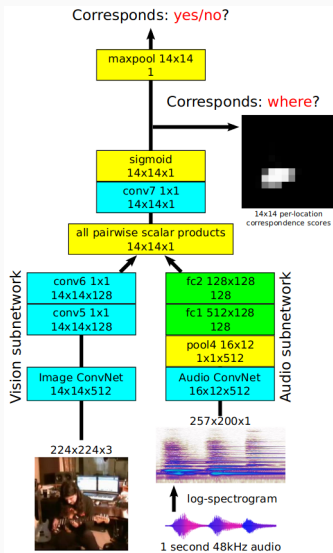 Corresponds: yes/no?
maxpool 14x14
1
Corresponds: where?
sigmoid
14x14x1
conv7 1x1
14x14x1
14x14 per-location
correspondence scores
all pairwise scalar products
14x14x1
Vision subnetwork
conv6 1x1
14x14x128
conv5 1x1
14x14x128
Image ConvNet
14x14x512
224x224x3
Audio subnetwork
fc2 128x128
128
fc1 512x128
128
pool4 16x12
1x1x512
Audio ConvNet
16x12x512
257x200x1
log-spectrogram
1 second 48kHz audio